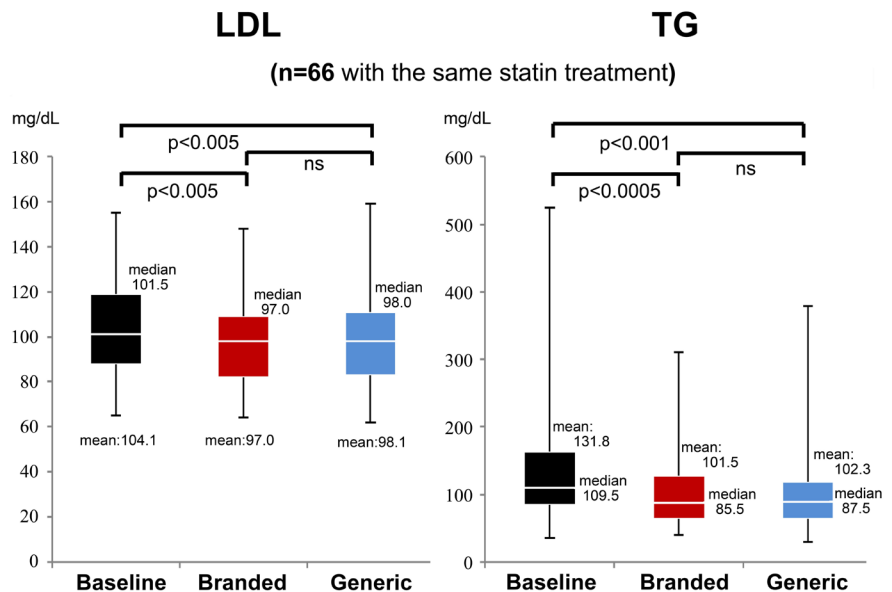 LDL
TG
(n=66 with the same statin treatment)
mg/dL
p<0.005
ns
p<0.005
180
160
140
120
100
80
60
40
20
0
median
101.5
median
97.0
median
98.0
mean:104.1
mean:97.0
mean:98.1
Baseline
Branded
Generic
mg/dL
p<0.001
ns
p<0.0005
600
500
400
300
200
100
0
mean:
131.8
median
109.5
mean:
101.5
median
85.5
mean:
102.3
median
87.5
Baseline
Branded
Generic